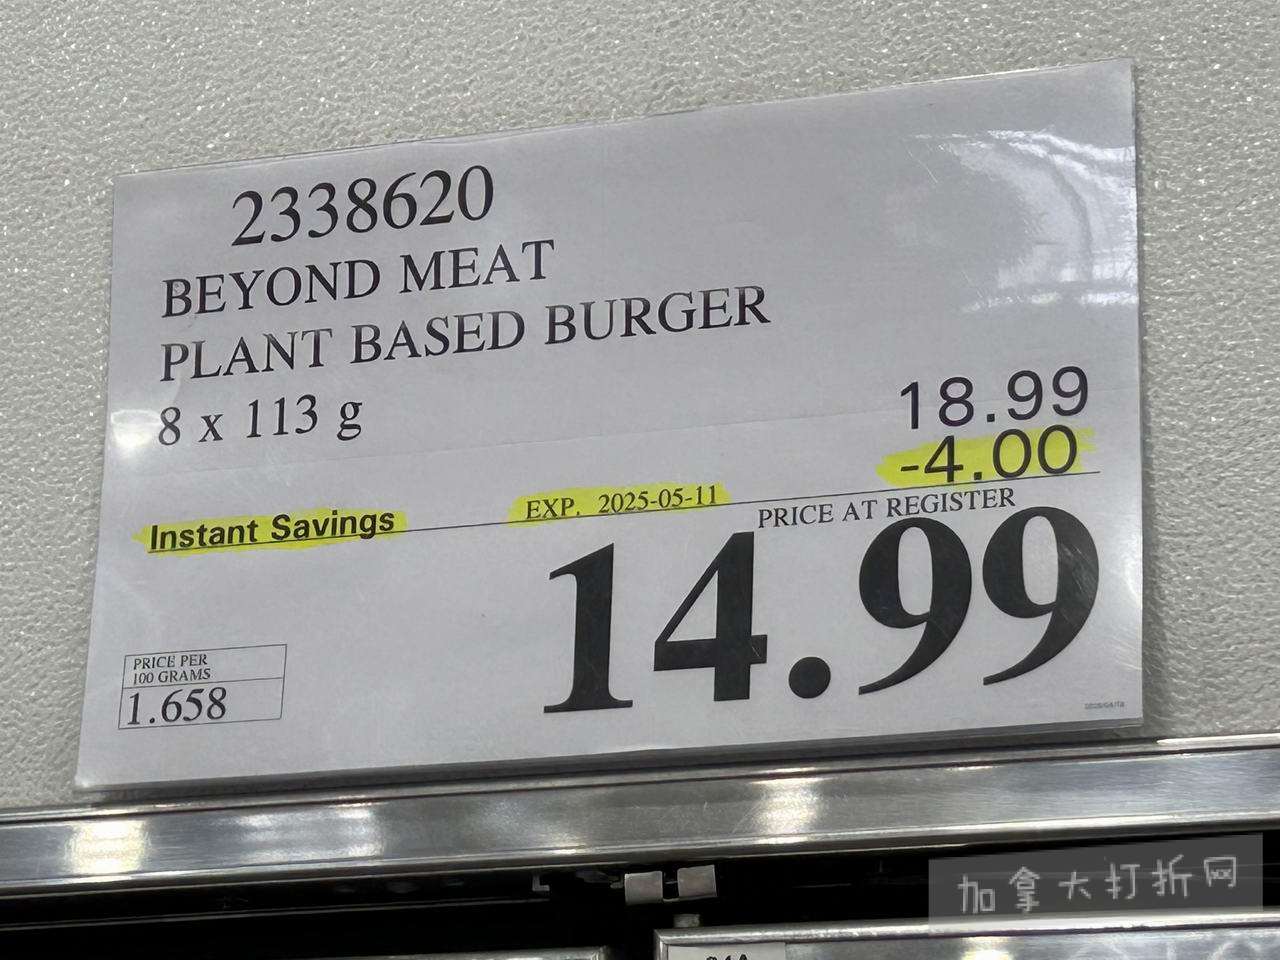 2338620
BEYOND MEAT
PLANT BASED BURGER
8 x 113 g
18.99
-4.00
Instant Savings
EXP. 2025-05-11
PRICE AT REGISTER
14.99
PRICE PER
100 GRAMS
1.658
加拿大打折网